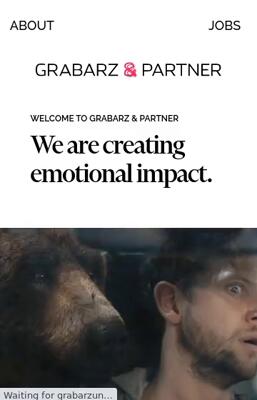 ABOUT
JOBS
GRABARZ & PARTNER
WELCOME TO GRABARZ & PARTNER
We are creating
emotional impact.
Waiting for grabarzun...